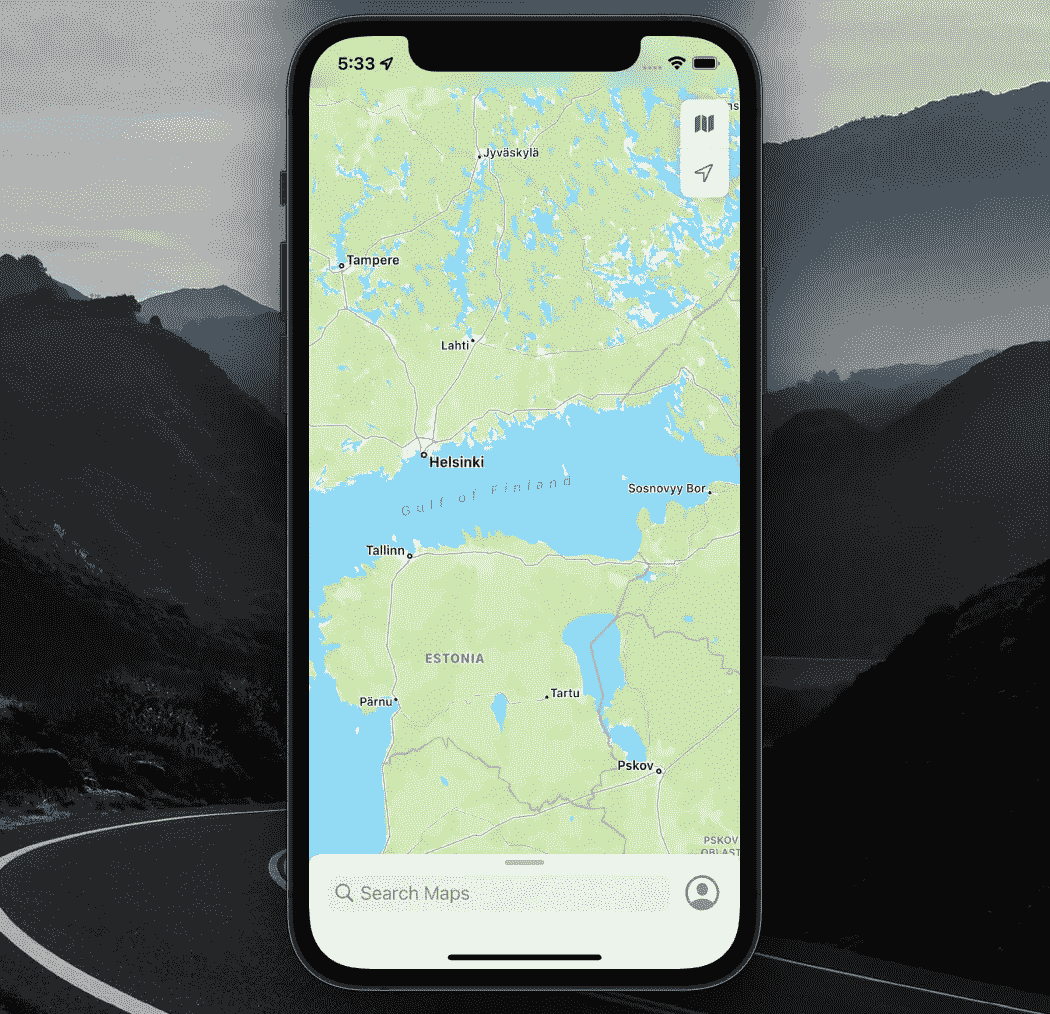 5:33
Jyväskylä
Tampere
Lahti
Helsinki
Gulf of Finland
Sosnovyy Bor
Tallinn
ESTONIA
Tartu
Pärnu
Pskov
PSKOV
OBLAST
Search Maps